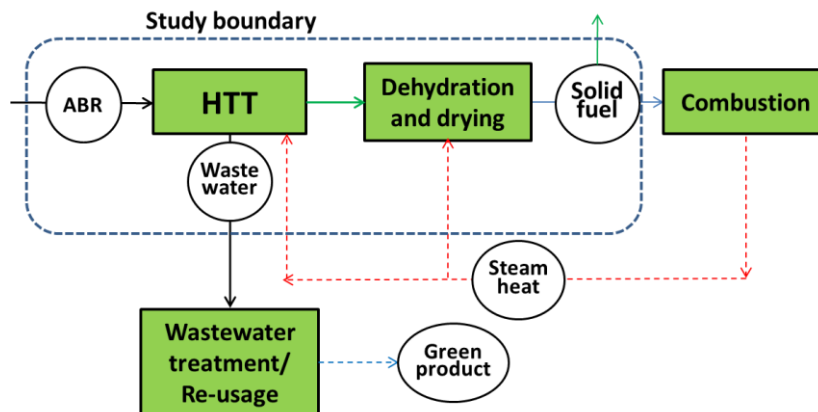 Study boundary
ABR
HTT
Dehydration
and drying
Solid
fuel
Combustion
Waste
water
Steam
heat
Wastewater
treatment/
Re-usage
Green
product